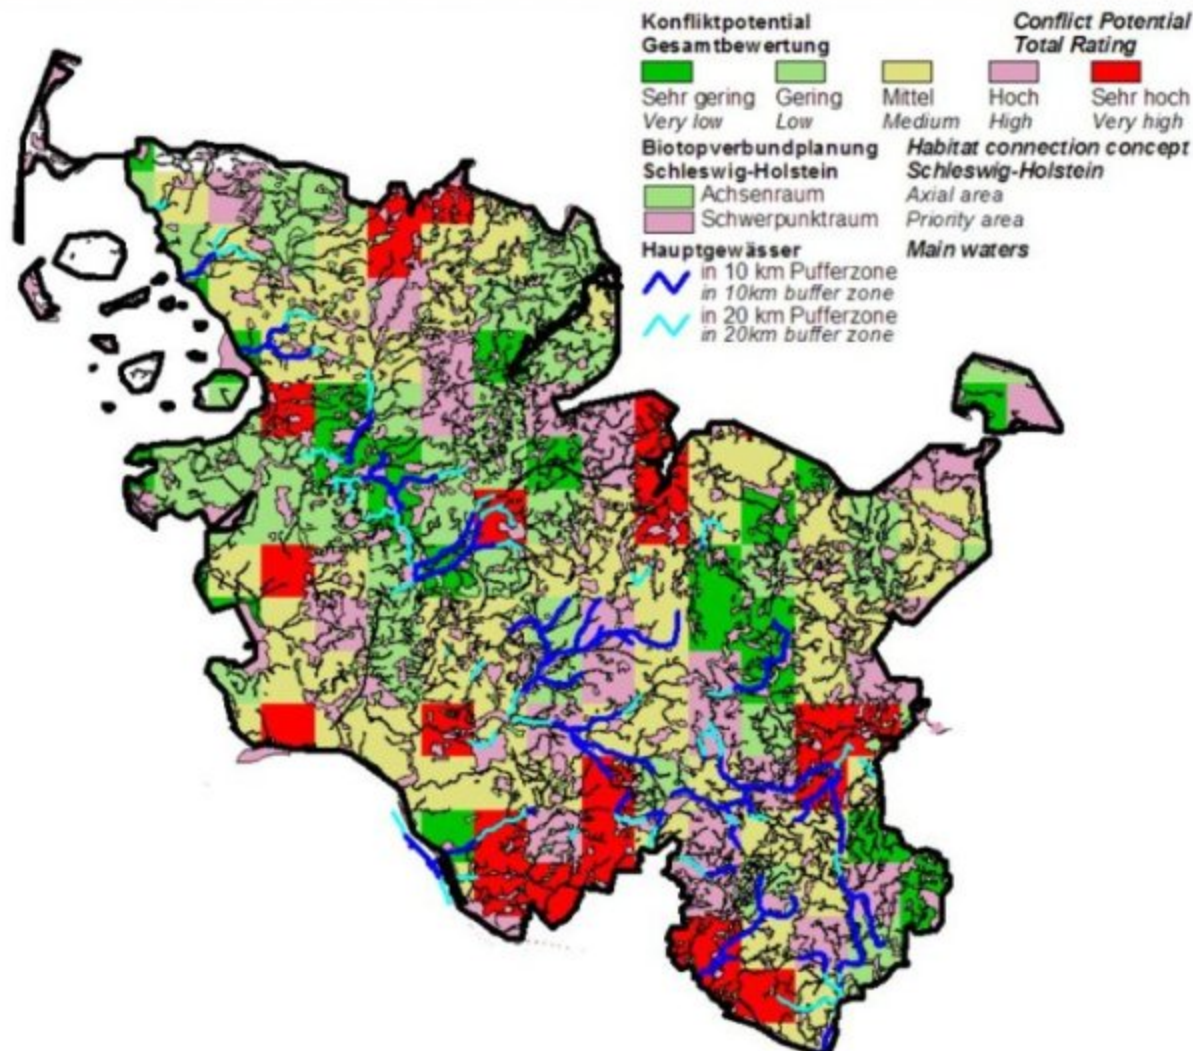 Konfliktpotential Conflict Potential
Gesamtbewertung Total Rating
Sehr gering Gering Mittel Hoch Sehr hoch
Very low Low Medium High Very high
Biotopverbundplanung Habitat connection concept
Schleswig-Holstein Schleswig-Holstein
Achsenraum Axial area
Schwerpunktraum Priority area
Hauptgewässer Main waters
in 10 km Pufferzone
in 10km buffer zone
in 20 km Pufferzone
in 20km buffer zone